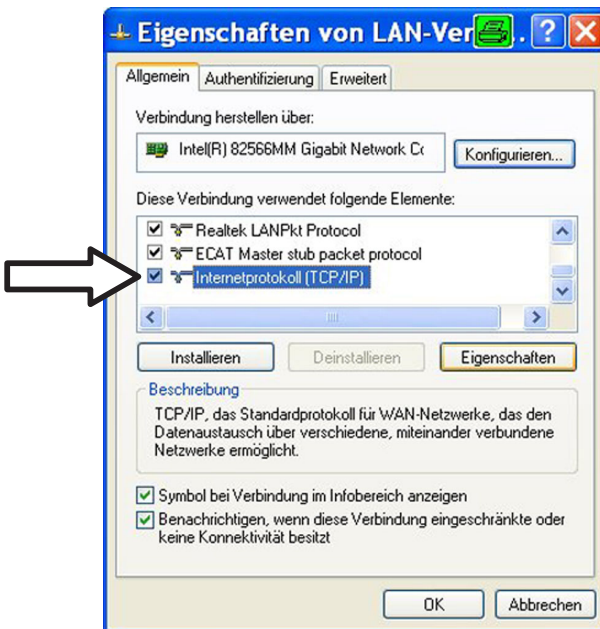 Eigenschaften von LAN-Ver . ?
Allgemein Authentifizierung Erweitert
Verbindung herstellen über:
Intel(R) 82566MM Gigabit Network Co
Konfigurieren...
Diese Verbindung verwendet folgende Elemente:
Realtek LANPkt Protocol
ECAT Master stub packet protocol
Internetprotokoll (TCP/IP)
Installieren Deinstallieren Eigenschaften
Beschreibung
TCP/IP, das Standardprotokoll für WAN-Netzwerke, das den
Datenaustausch über verschiedene, miteinander verbundene
Netzwerke ermöglicht.
Symbol bei Verbindung im Infobereich anzeigen
Benachrichtigen, wenn diese Verbindung eingeschränkte oder
keine Konnektivität besitzt
OK Abbrechen